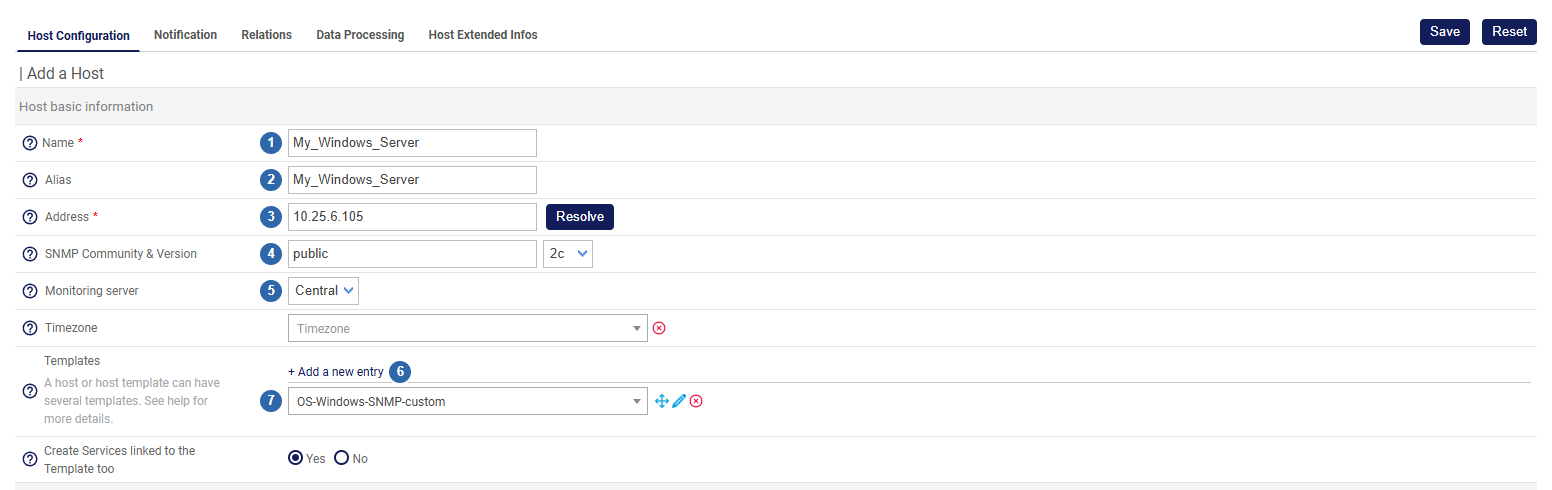 Host Configuration Notification Relations Data Processing Host Extended Infos Save Reset
| Add a Host
Host basic information
? Name * 1 My_Windows_Server
? Alias 2 My_Windows_Server
? Address * 3 10.25.6.105 Resolve
? SNMP Community & Version 4 public 2c
? Monitoring server 5 Central
? Timezone Timezone
Templates
+ Add a new entry 6
? A host or host template can have
several templates. See help for
more details.
7 OS-Windows-SNMP-custom
? Create Services linked to the
Template too
Yes No